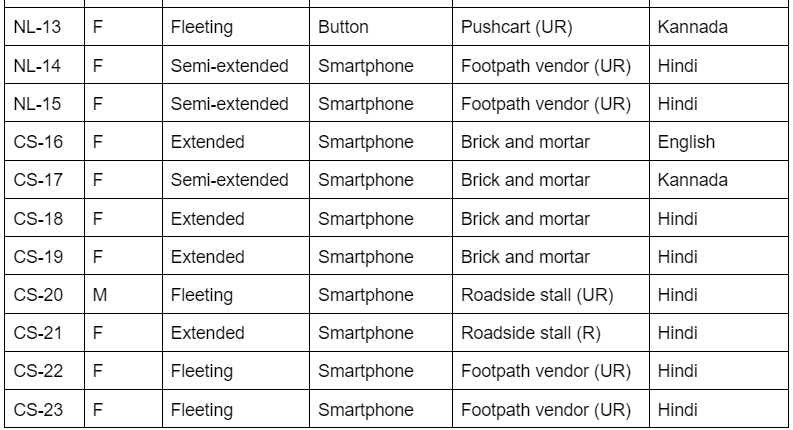 NL-13 F Fleeting Button Pushcart (UR) Kannada
NL-14 F Semi-extended Smartphone Footpath vendor (UR) Hindi
NL-15 F Semi-extended Smartphone Footpath vendor (UR) Hindi
CS-16 F Extended Smartphone Brick and mortar English
CS-17 F Semi-extended Smartphone Brick and mortar Kannada
CS-18 F Extended Smartphone Brick and mortar Hindi
CS-19 F Extended Smartphone Brick and mortar Hindi
CS-20 M Fleeting Smartphone Roadside stall (UR) Hindi
CS-21 F Extended Smartphone Roadside stall (R) Hindi
CS-22 F Fleeting Smartphone Footpath vendor (UR) Hindi
CS-23 F Fleeting Smartphone Footpath vendor (UR) Hindi